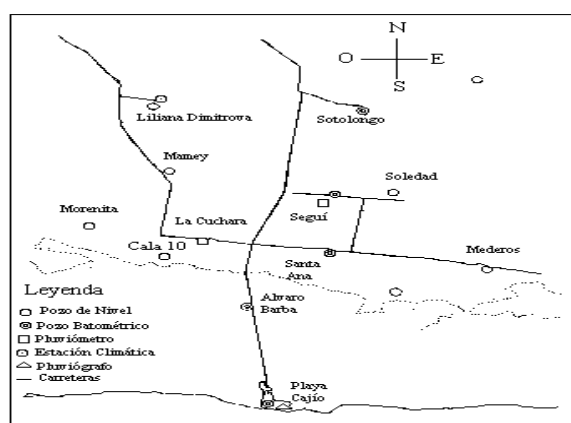 N
O E
S
Liliana Dimitrova
Sotolongo
Mamey
Soledad
Morenita
La Cuchara
Seguí
Cala 10
Santa
Ana
Mederos
Leyenda
Pozo de Nivel
Pozo Batométrico
Pluviómetro
Estación Climática
Pluviógrafo
Carreteras
Alvaro
Barba
Playa
Cajío